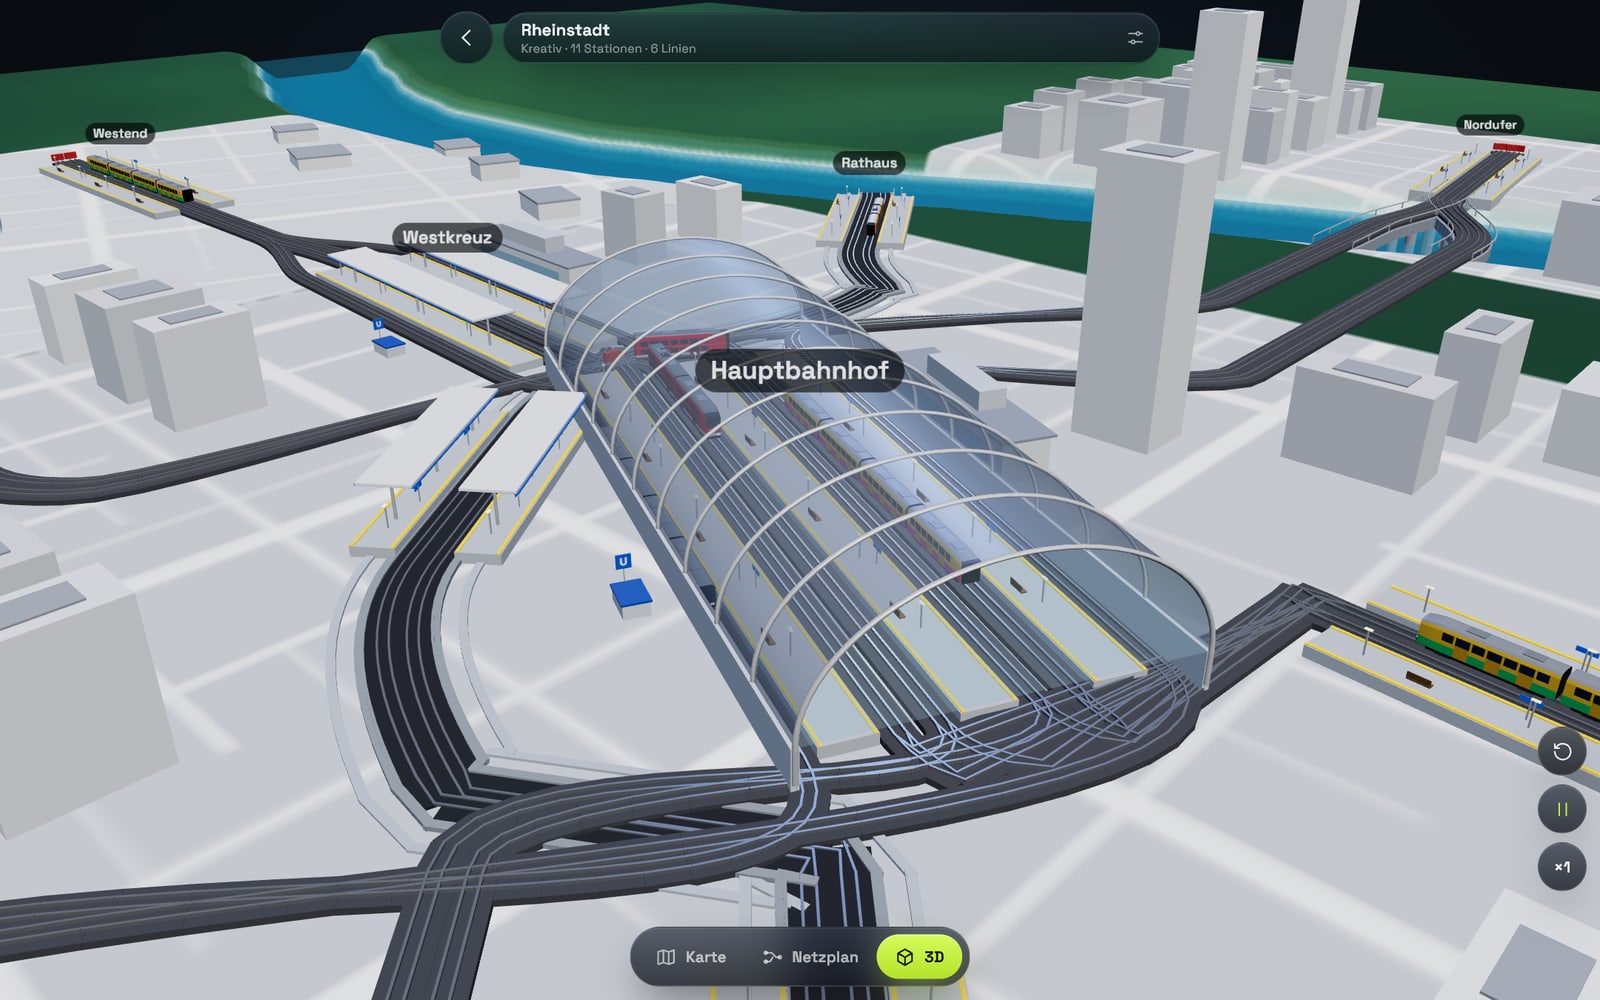 Rheinstadt
Kreativ · 11 Stationen · 6 Linien
Nordufer
Westend
Rathaus
Westkreuz
U
Hauptbahnhof
U
×1
Karte
Netzplan
3D